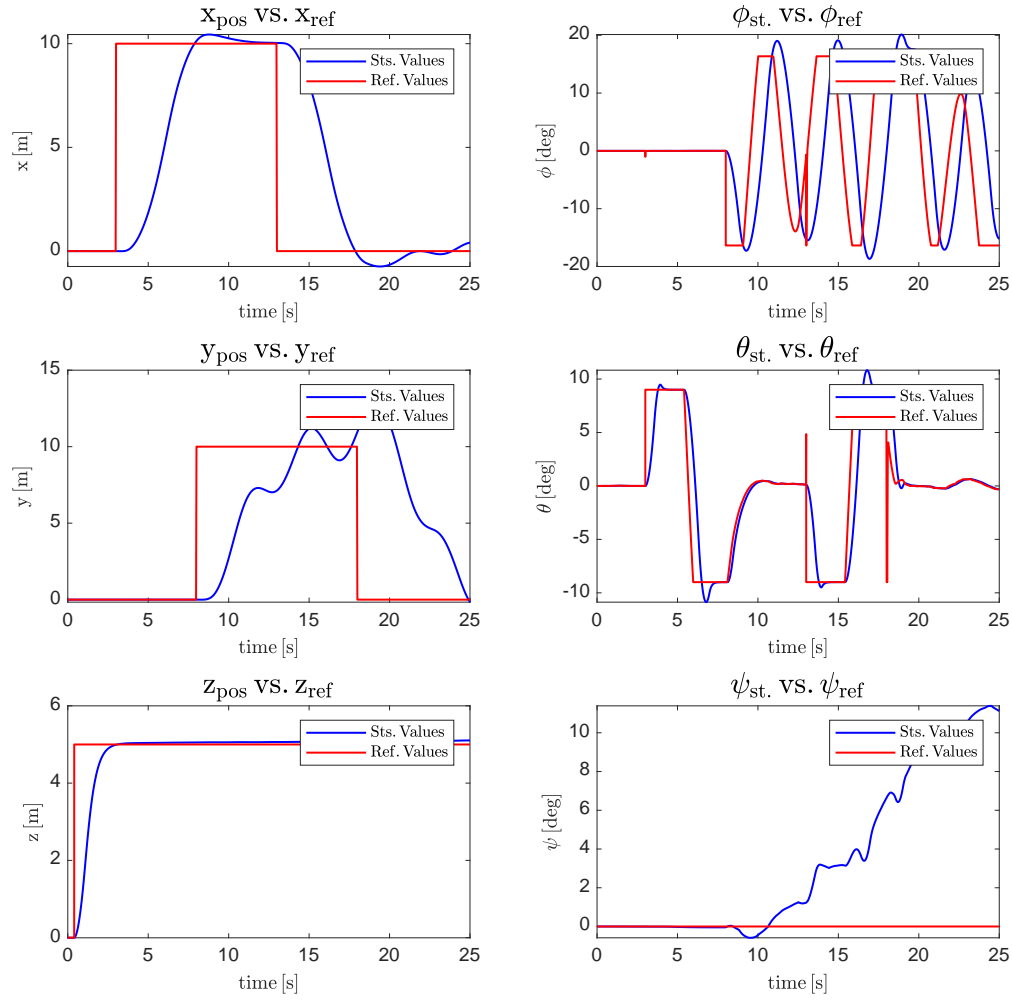 x_pos vs. x_ref
10
5
0
x [m]
Sts. Values
Ref. Values
0 5 10 15 20 25
time [s]
ϕ_st. vs. ϕ_ref
20
10
0
-10
-20
ϕ [deg]
Sts. Values
Ref. Values
0 5 10 15 20 25
time [s]
y_pos vs. y_ref
15
10
5
0
y [m]
Sts. Values
Ref. Values
0 5 10 15 20 25
time [s]
θ_st. vs. θ_ref
10
5
0
-5
-10
θ [deg]
Sts. Values
Ref. Values
0 5 10 15 20 25
time [s]
z_pos vs. z_ref
6
4
2
0
z [m]
Sts. Values
Ref. Values
0 5 10 15 20 25
time [s]
ψ_st. vs. ψ_ref
10
8
6
4
2
0
ψ [deg]
Sts. Values
Ref. Values
0 5 10 15 20 25
time [s]